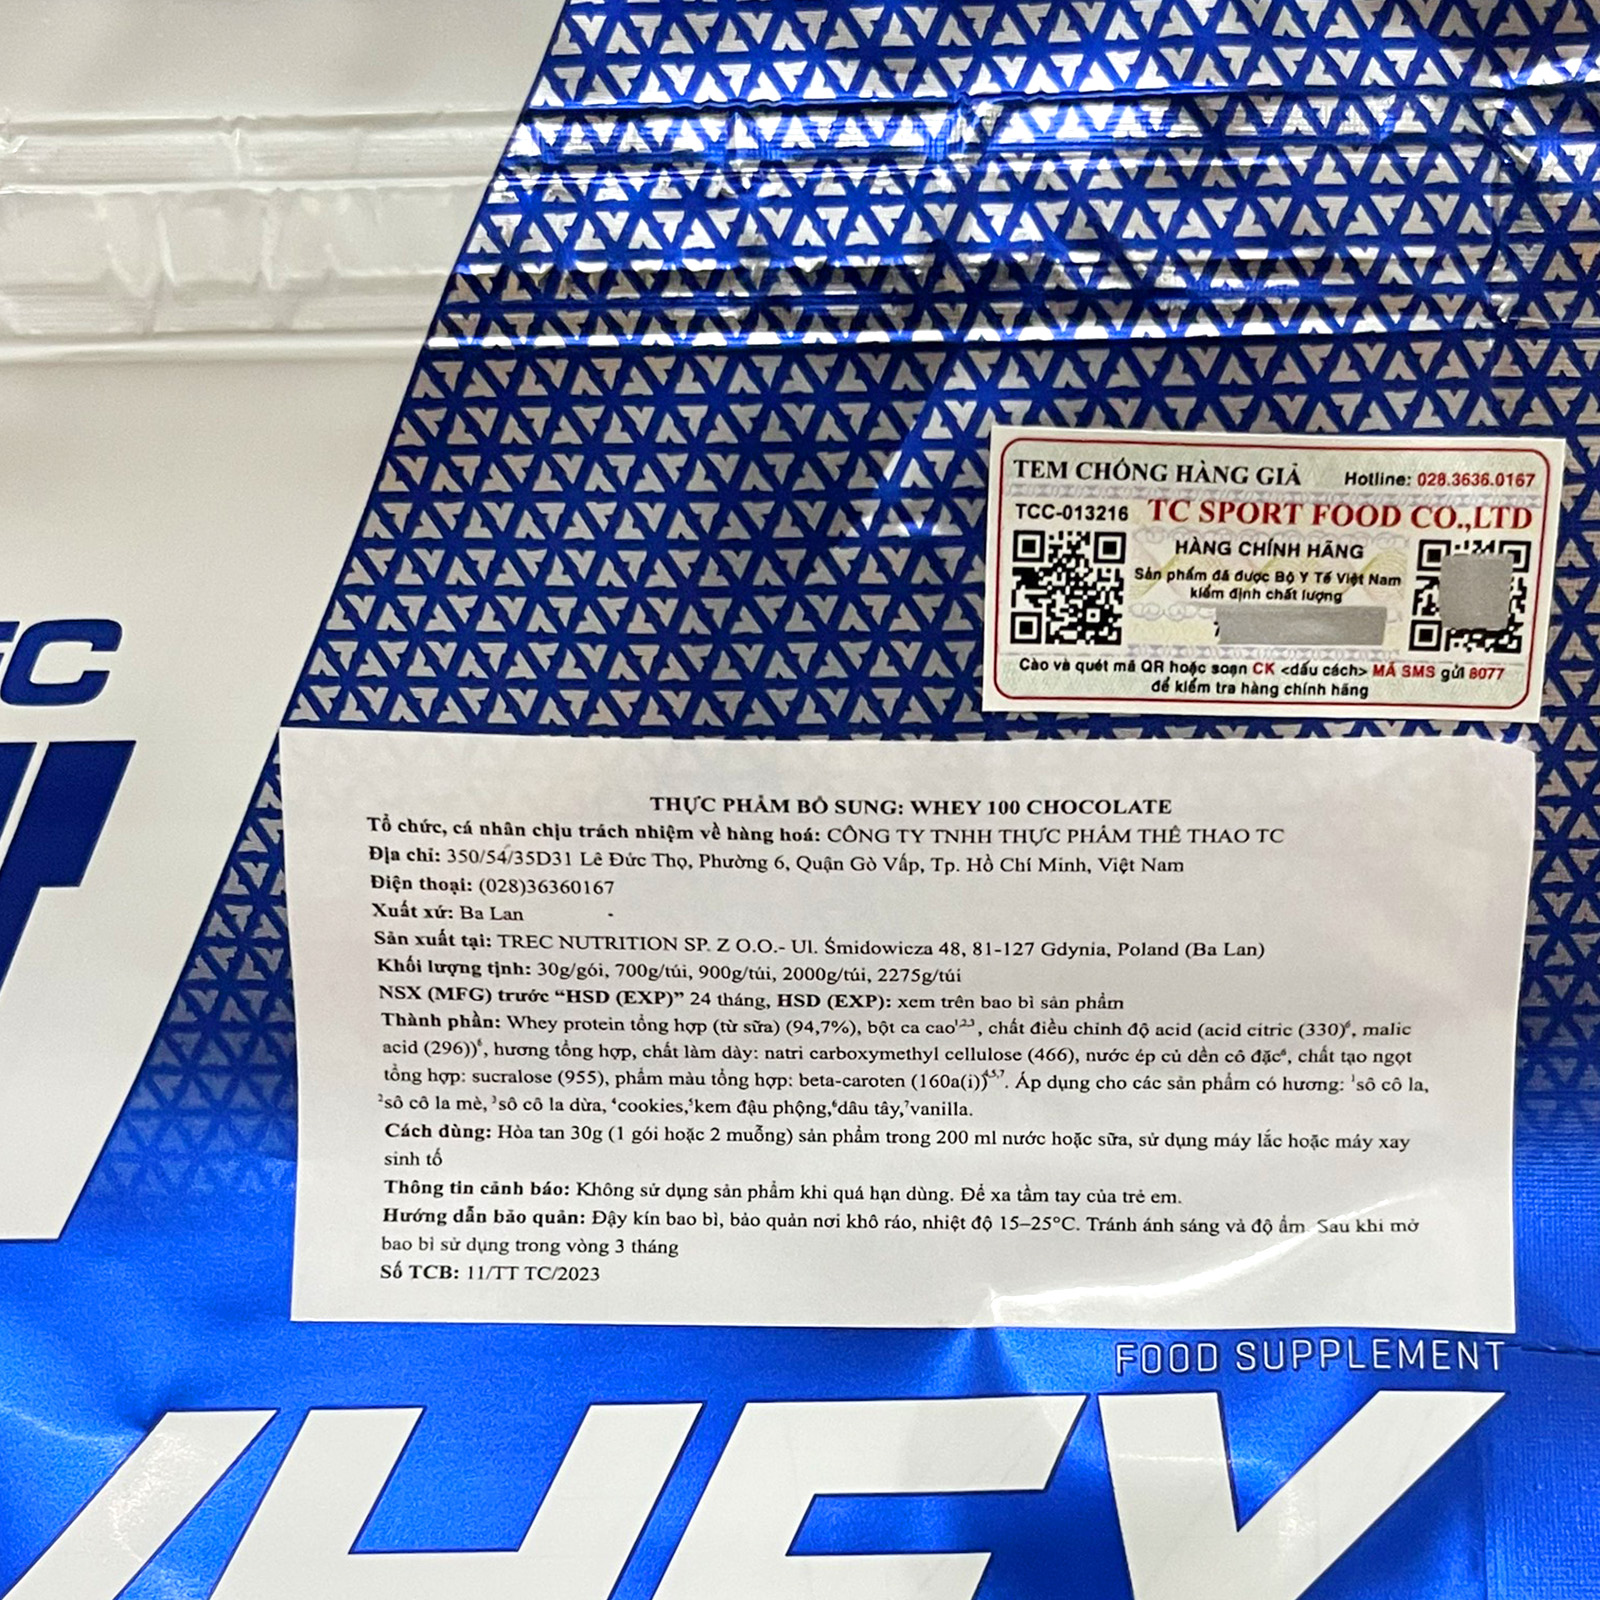 TEM CHỐNG HÀNG GIẢ Hotline: 028.3636.0167
TCC-013216 TC SPORT FOOD CO.,LTD
HÀNG CHÍNH HÃNG
Sản phẩm đã được Bộ Y Tế Việt Nam
kiểm định chất lượng
Cào và quét mã QR hoặc soạn CK <dấu cách> MÃ SMS gửi 8077
để kiểm tra hàng chính hãng
THỰC PHẨM BỔ SUNG: WHEY 100 CHOCOLATE
Tổ chức, cá nhân chịu trách nhiệm về hàng hoá: CÔNG TY TNHH THỰC PHẨM THỂ THAO TC
Địa chỉ: 350/54/35D31 Lê Đức Thọ, Phường 6, Quận Gò Vấp, Tp. Hồ Chí Minh, Việt Nam
Điện thoại: (028)36360167
Xuất xứ: Ba Lan
Sản xuất tại: TREC NUTRITION SP. Z O.O.- Ul. Śmidowicza 48, 81-127 Gdynia, Poland (Ba Lan)
Khối lượng tịnh: 30g/gói, 700g/túi, 900g/túi, 2000g/túi, 2275g/túi
NSX (MFG) trước “HSD (EXP)” 24 tháng, HSD (EXP): xem trên bao bì sản phẩm
Thành phần: Whey protein tổng hợp (từ sữa) (94,7%), bột ca cao¹,²,³, chất điều chỉnh độ acid (acid citric (330)⁶, malic
acid (296))⁶, hương tổng hợp, chất làm dày: natri carboxymethyl cellulose (466), nước ép củ dền cô đặc⁶, chất tạo ngọt
tổng hợp: sucralose (955), phẩm màu tổng hợp: beta-caroten (160a(i))⁴,⁵,⁷. Áp dụng cho các sản phẩm có hương: ¹sô cô la,
²sô cô la mè, ³sô cô la dừa, ⁴cookies,⁵kem đậu phộng,⁶dâu tây,⁷vanilla.
Cách dùng: Hòa tan 30g (1 gói hoặc 2 muỗng) sản phẩm trong 200 ml nước hoặc sữa, sử dụng máy lắc hoặc máy xay
sinh tố
Thông tin cảnh báo: Không sử dụng sản phẩm khi quá hạn dùng. Để xa tầm tay của trẻ em.
Hướng dẫn bảo quản: Đậy kín bao bì, bảo quản nơi khô ráo, nhiệt độ 15–25°C. Tránh ánh sáng và độ ẩm. Sau khi mở
bao bì sử dụng trong vòng 3 tháng
Số TCB: 11/TT TC/2023
FOOD SUPPLEMENT
WHEY